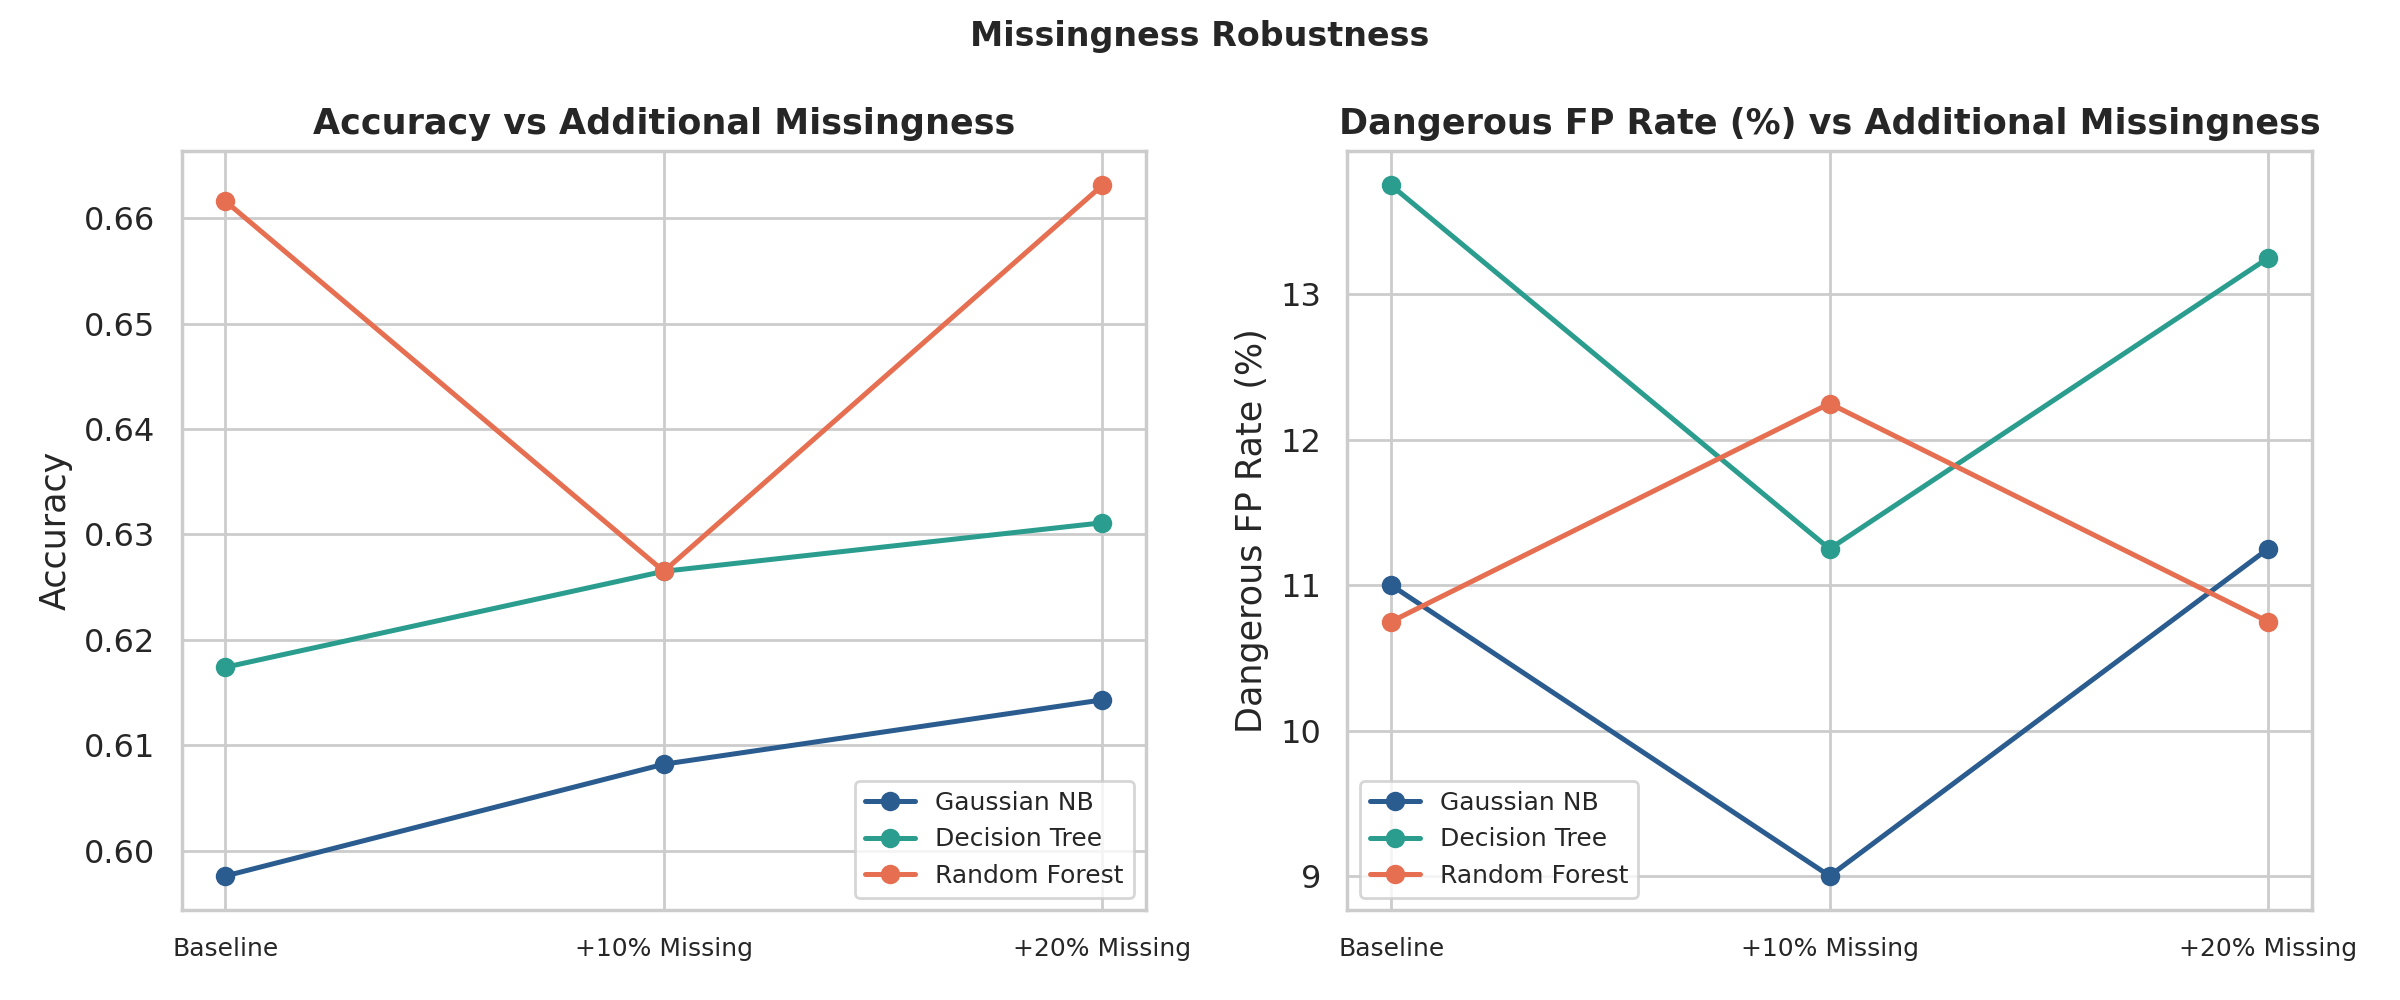 Missingness Robustness
Accuracy vs Additional Missingness
Accuracy
0.66
0.65
0.64
0.63
0.62
0.61
0.60
Gaussian NB
Decision Tree
Random Forest
Baseline
+10% Missing
+20% Missing
Dangerous FP Rate (%) vs Additional Missingness
Dangerous FP Rate (%)
13
12
11
10
9
Gaussian NB
Decision Tree
Random Forest
Baseline
+10% Missing
+20% Missing